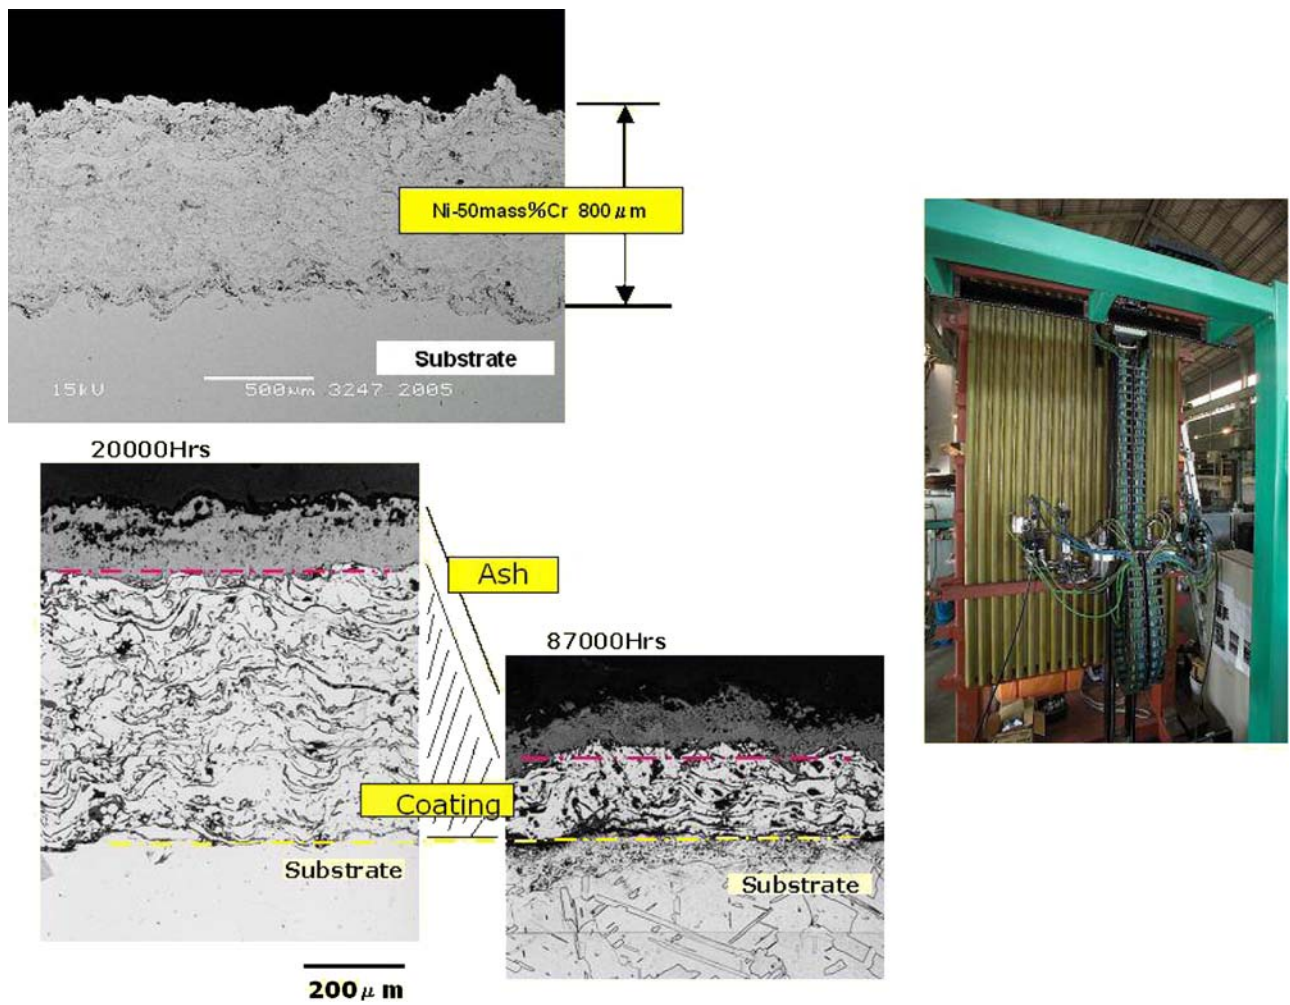 Ni-50mass%Cr 800μm
Substrate
15kV 500μm 3247 2005
20000Hrs
Ash
87000Hrs
Coating
Substrate
Substrate
200μm